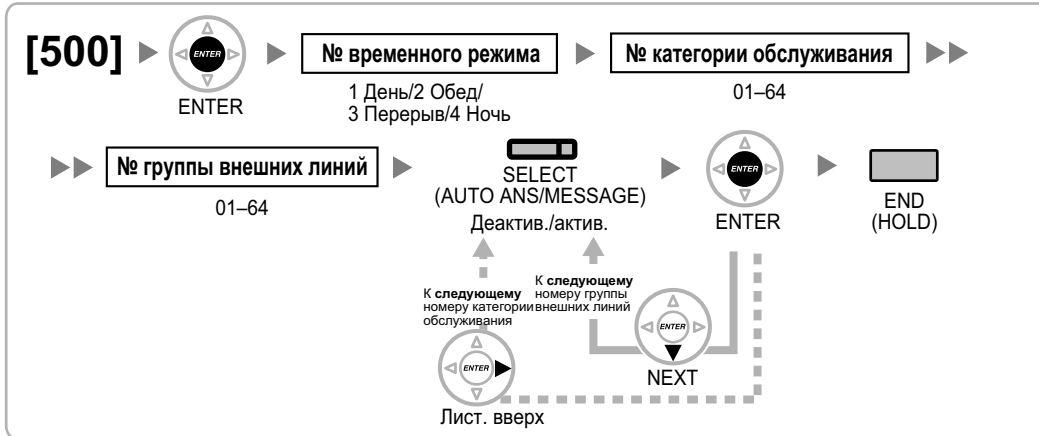 [500]
ENTER
ENTER
№ временного режима
1 День/2 Обед/
3 Перерыв/4 Ночь
№ категории обслуживания
01–64
№ группы внешних линий
01–64
SELECT
(AUTO ANS/MESSAGE)
Деактив./актив.
ENTER
ENTER
END
(HOLD)
К следующему
номеру категории
обслуживания
К следующему
номеру группы
внешних линий
ENTER
Лист. вверх
ENTER
NEXT